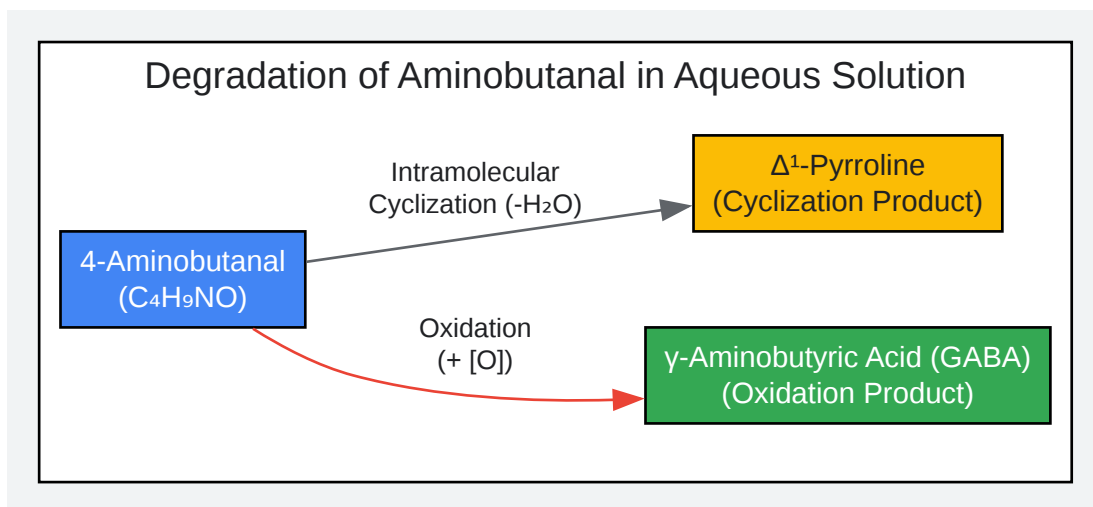 Degradation of Aminobutanal in Aqueous Solution
Intramolecular
Cyclization (-H₂O)
Δ¹-Pyrroline
(Cyclization Product)
4-Aminobutanal
(C₄H₉NO)
Oxidation
(+ [O])
γ-Aminobutyric Acid (GABA)
(Oxidation Product)